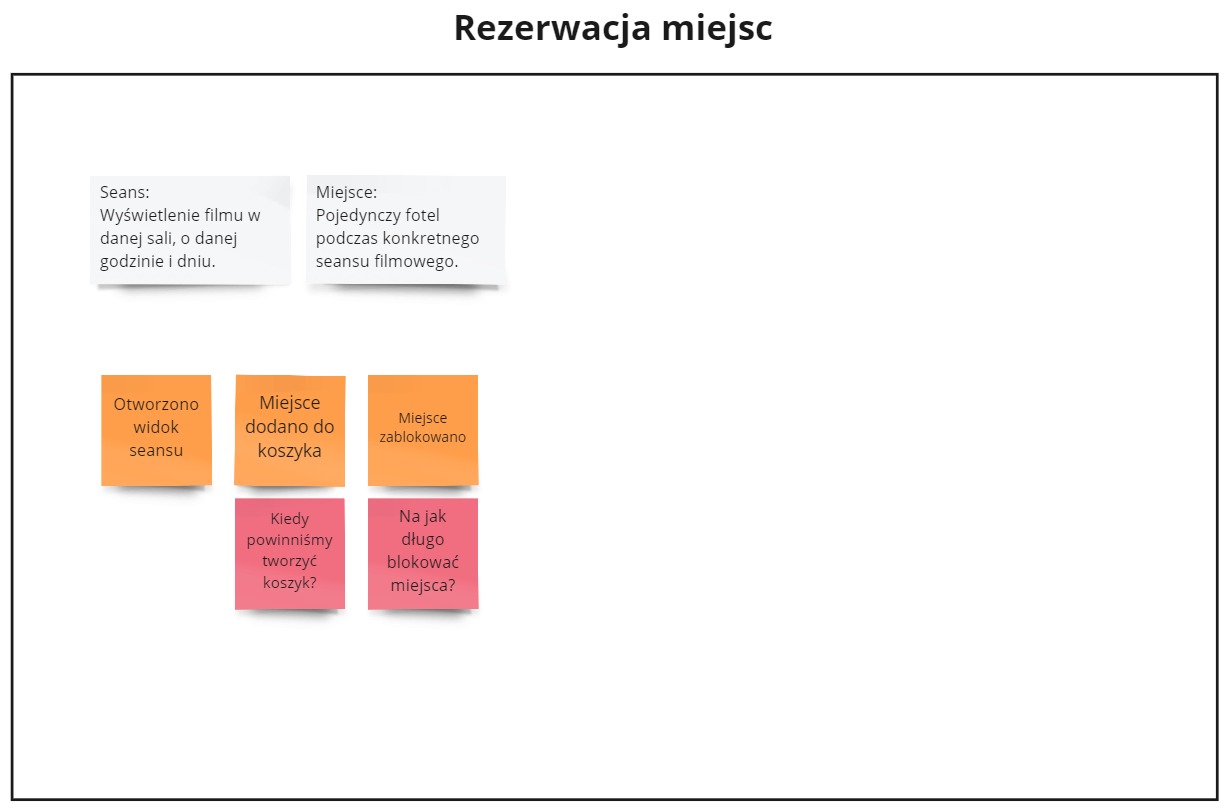 Rezerwacja miejsc
Seans:
Wyświetlenie filmu w
danej sali, o danej
godzinie i dniu.
Miejsce:
Pojedynczy fotel
podczas konkretnego
seansu filmowego.
Otworzono
widok
seansu
Miejsce
dodano do
koszyka
Miejsce
zablokowano
Kiedy
powinniśmy
tworzyć
koszyk?
Na jak
długo
blokować
miejsca?